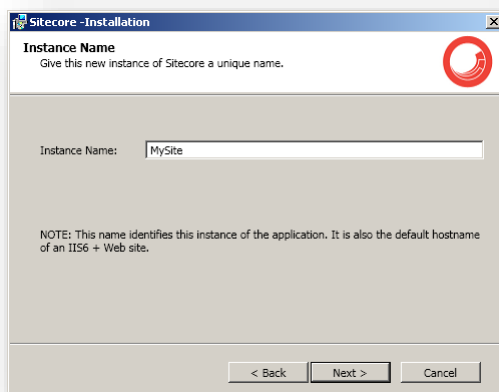 Sitecore -Installation
Instance Name
Give this new instance of Sitecore a unique name.
Instance Name: MySite
NOTE: This name identifies this instance of the application. It is also the default hostname
of an IIS6 + Web site.
< Back Next > Cancel